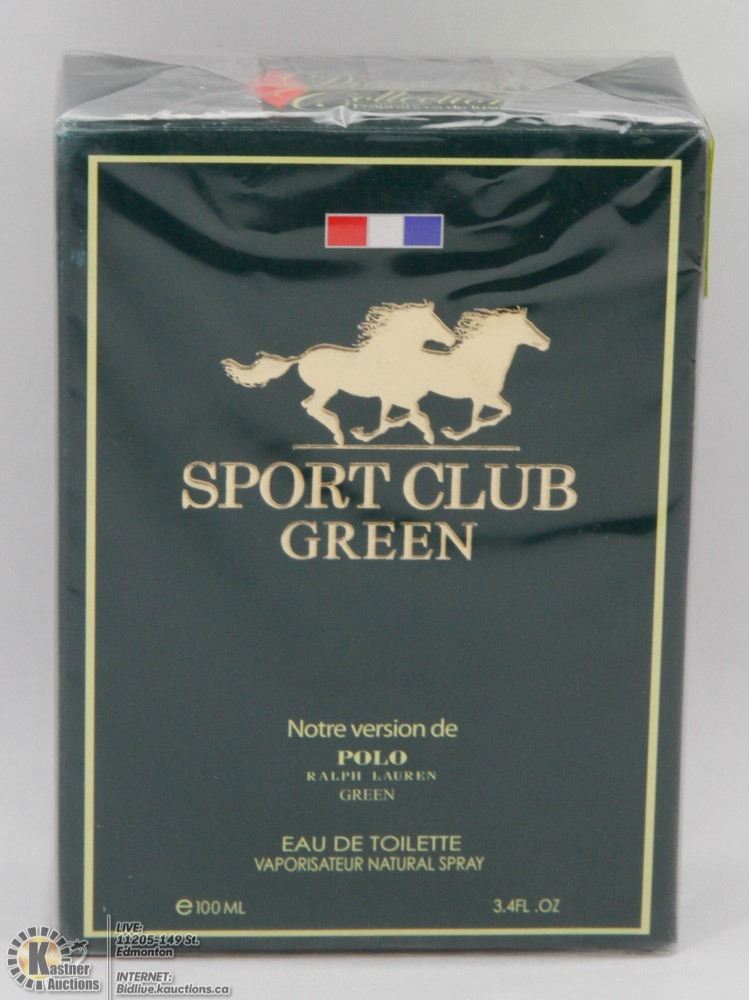 Collection
SPORT CLUB
GREEN
Notre version de
POLO
RALPH LAUREN
GREEN
EAU DE TOILETTE
VAPORISATEUR NATURAL SPRAY
e 100 ML
3.4FL .OZ
Kastner
Auctions
LIVE:
11205-149 St.
Edmonton
INTERNET:
Bidlive.kauctions.ca